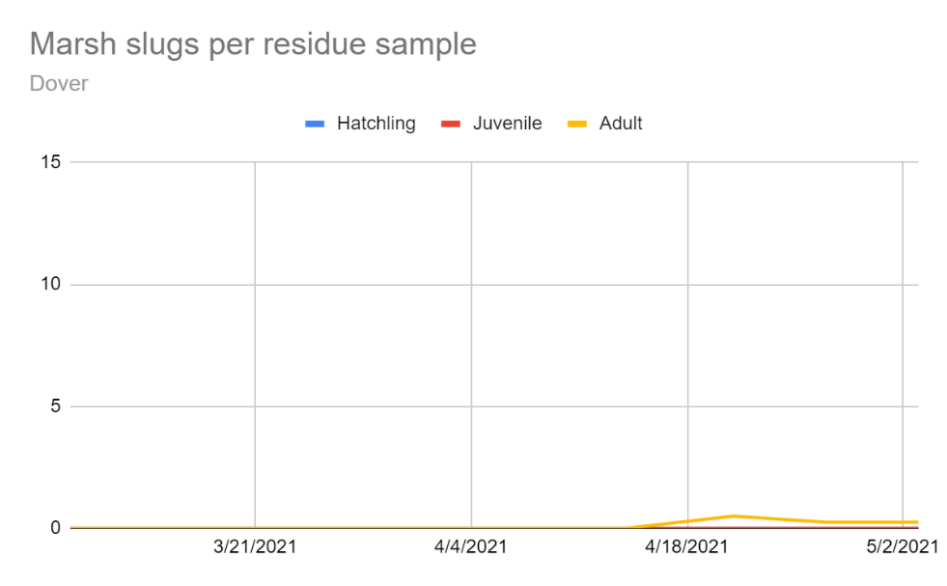 Marsh slugs per residue sample
Dover
Hatchling Juvenile Adult
15
10
5
0
3/21/2021 4/4/2021 4/18/2021 5/2/2021